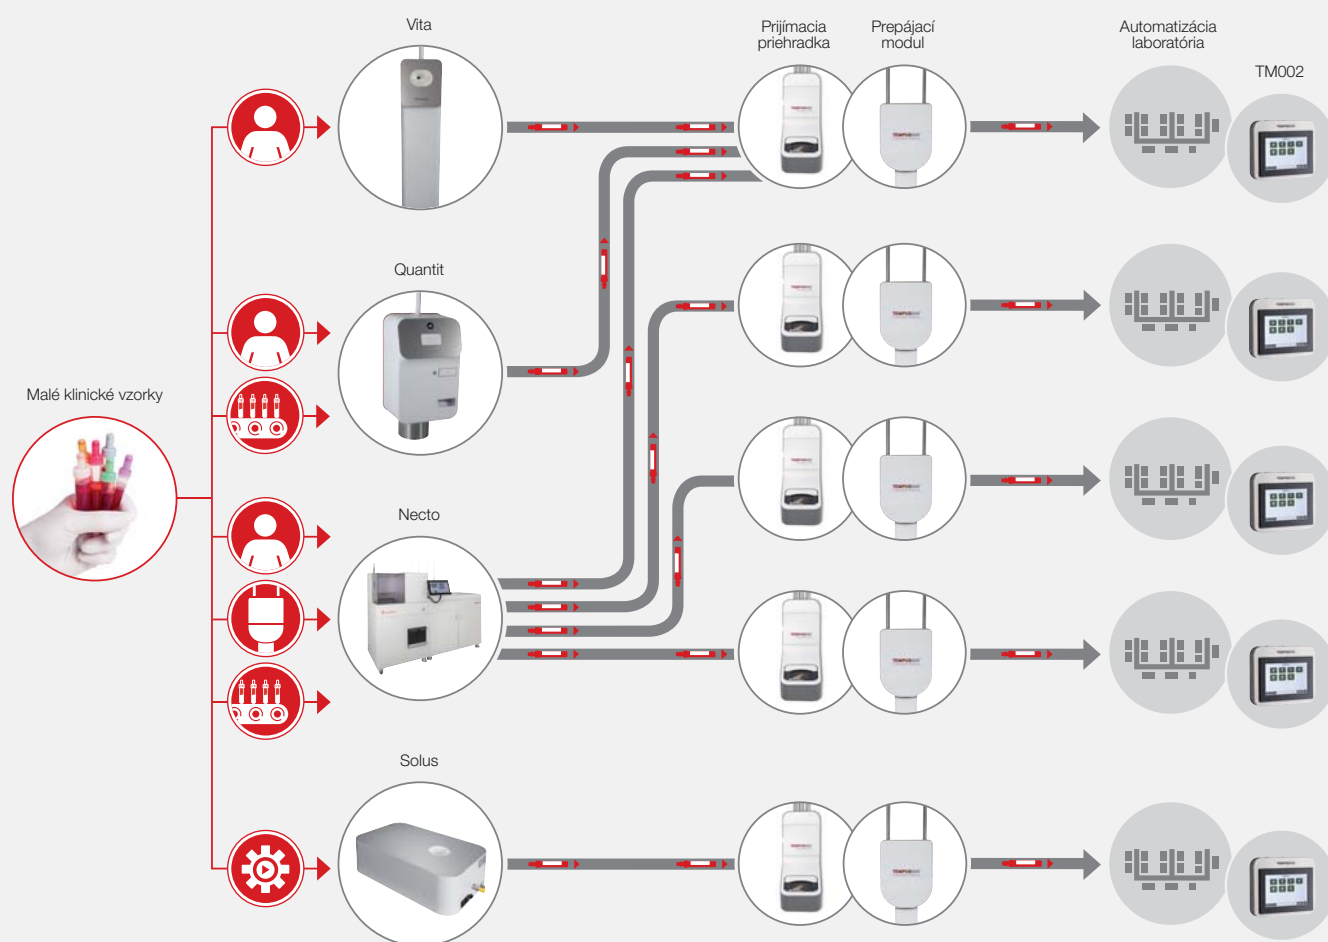 Vita
Prijímacia
priehradka
Prepájací
modul
Automatizácia
laboratória
TM002
Quantit
Malé klinické vzorky
Necto
Solus